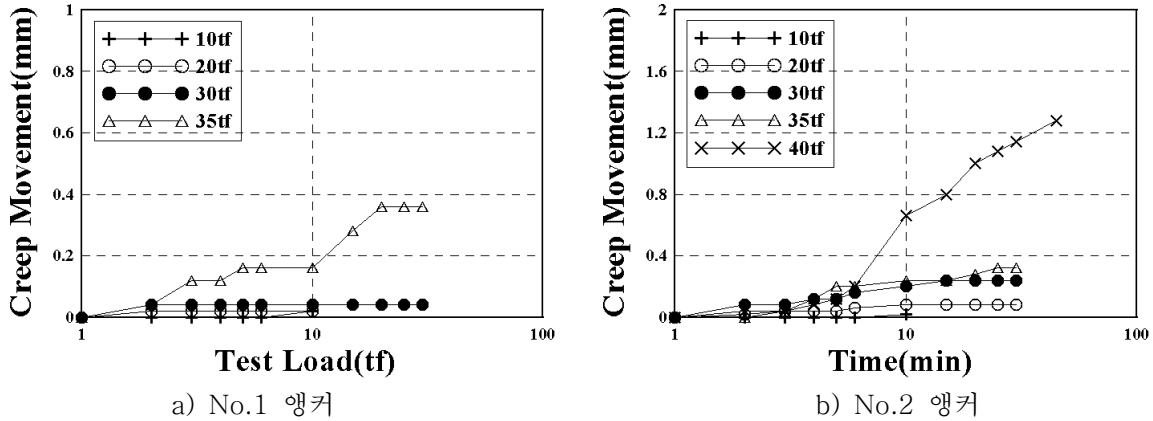 Creep Movement(mm)
1
0.8
0.6
0.4
0.2
0
10tf
20tf
30tf
35tf
1
10
100
Test Load(tf)
a) No.1 앵커
Creep Movement(mm)
2
1.6
1.2
0.8
0.4
0
10tf
20tf
30tf
35tf
40tf
1
10
100
Time(min)
b) No.2 앵커